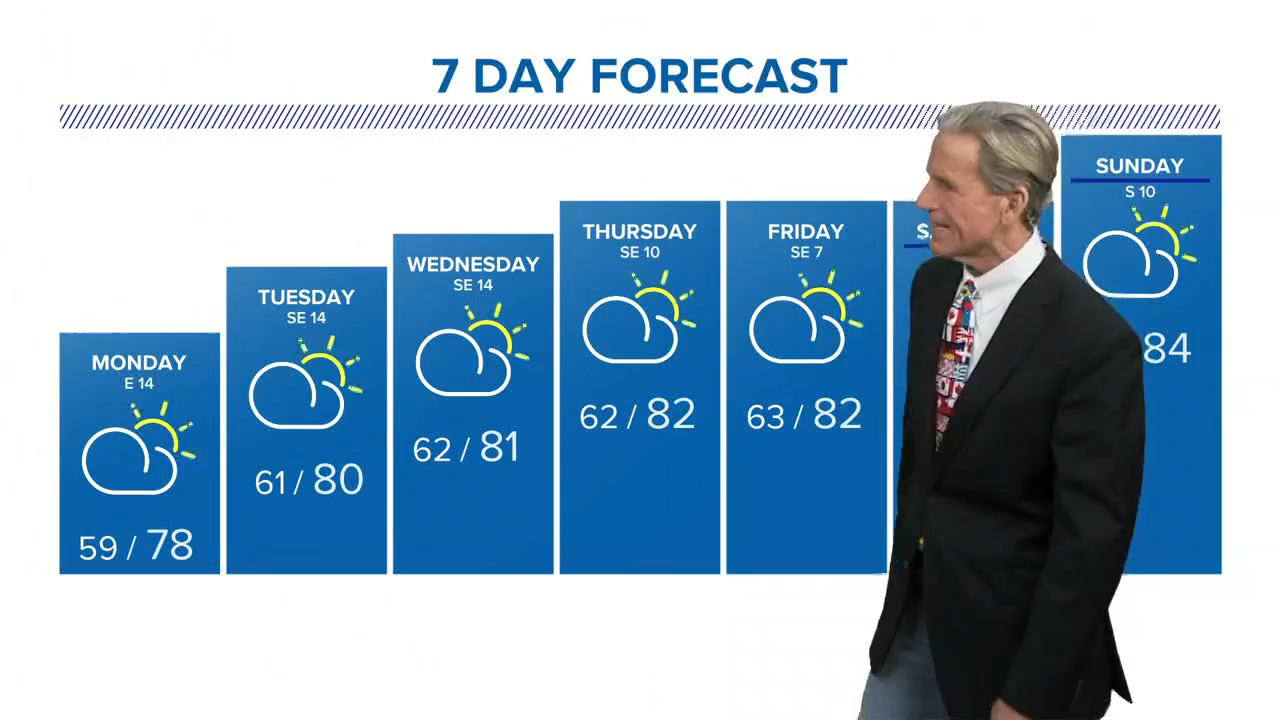 7 DAY FORECAST
MONDAY
E 14
59 / 78
TUESDAY
SE 14
61 / 80
WEDNESDAY
SE 14
62 / 81
THURSDAY
SE 10
62 / 82
FRIDAY
SE 7
63 / 82
SUNDAY
S 10
84